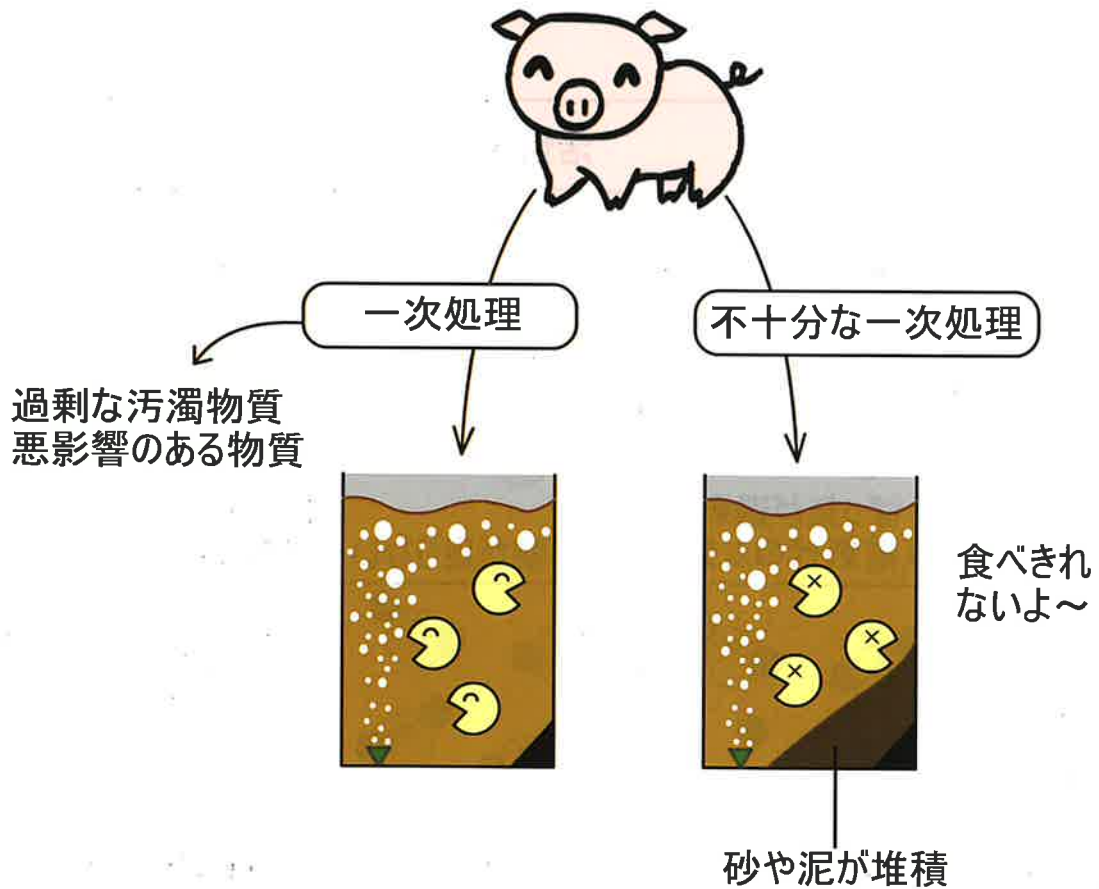 一次処理
不十分な一次処理
過剰な汚濁物質
悪影響のある物質
食べきれ
ないよ～
砂や泥が堆積